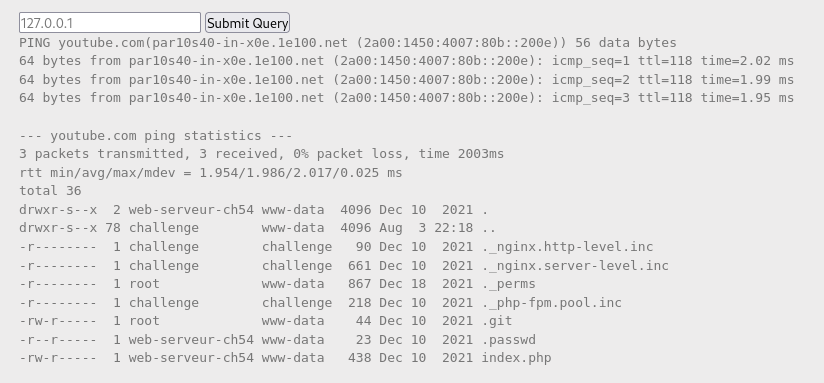 127.0.0.1 Submit Query
PING youtube.com(par10s40-in-x0e.1e100.net (2a00:1450:4007:80b::200e)) 56 data bytes
64 bytes from par10s40-in-x0e.1e100.net (2a00:1450:4007:80b::200e): icmp_seq=1 ttl=118 time=2.02 ms
64 bytes from par10s40-in-x0e.1e100.net (2a00:1450:4007:80b::200e): icmp_seq=2 ttl=118 time=1.99 ms
64 bytes from par10s40-in-x0e.1e100.net (2a00:1450:4007:80b::200e): icmp_seq=3 ttl=118 time=1.95 ms
--- youtube.com ping statistics ---
3 packets transmitted, 3 received, 0% packet loss, time 2003ms
rtt min/avg/max/mdev = 1.954/1.986/2.017/0.025 ms
total 36
drwxr-s--x  2 web-serveur-ch54 www-data  4096 Dec 10  2021 .
drwxr-s--x 78 challenge        www-data  4096 Aug  3 22:18 ..
-r--------  1 challenge        challenge   90 Dec 10  2021 ._nginx.http-level.inc
-r--------  1 challenge        challenge  661 Dec 10  2021 ._nginx.server-level.inc
-r--------  1 root             www-data   867 Dec 18  2021 ._perms
-r--------  1 challenge        challenge  218 Dec 10  2021 ._php-fpm.pool.inc
-rw-r-----  1 root             www-data    44 Dec 10  2021 .git
-r--r-----  1 web-serveur-ch54 www-data    23 Dec 10  2021 .passwd
-rw-r-----  1 web-serveur-ch54 www-data   438 Dec 10  2021 index.php